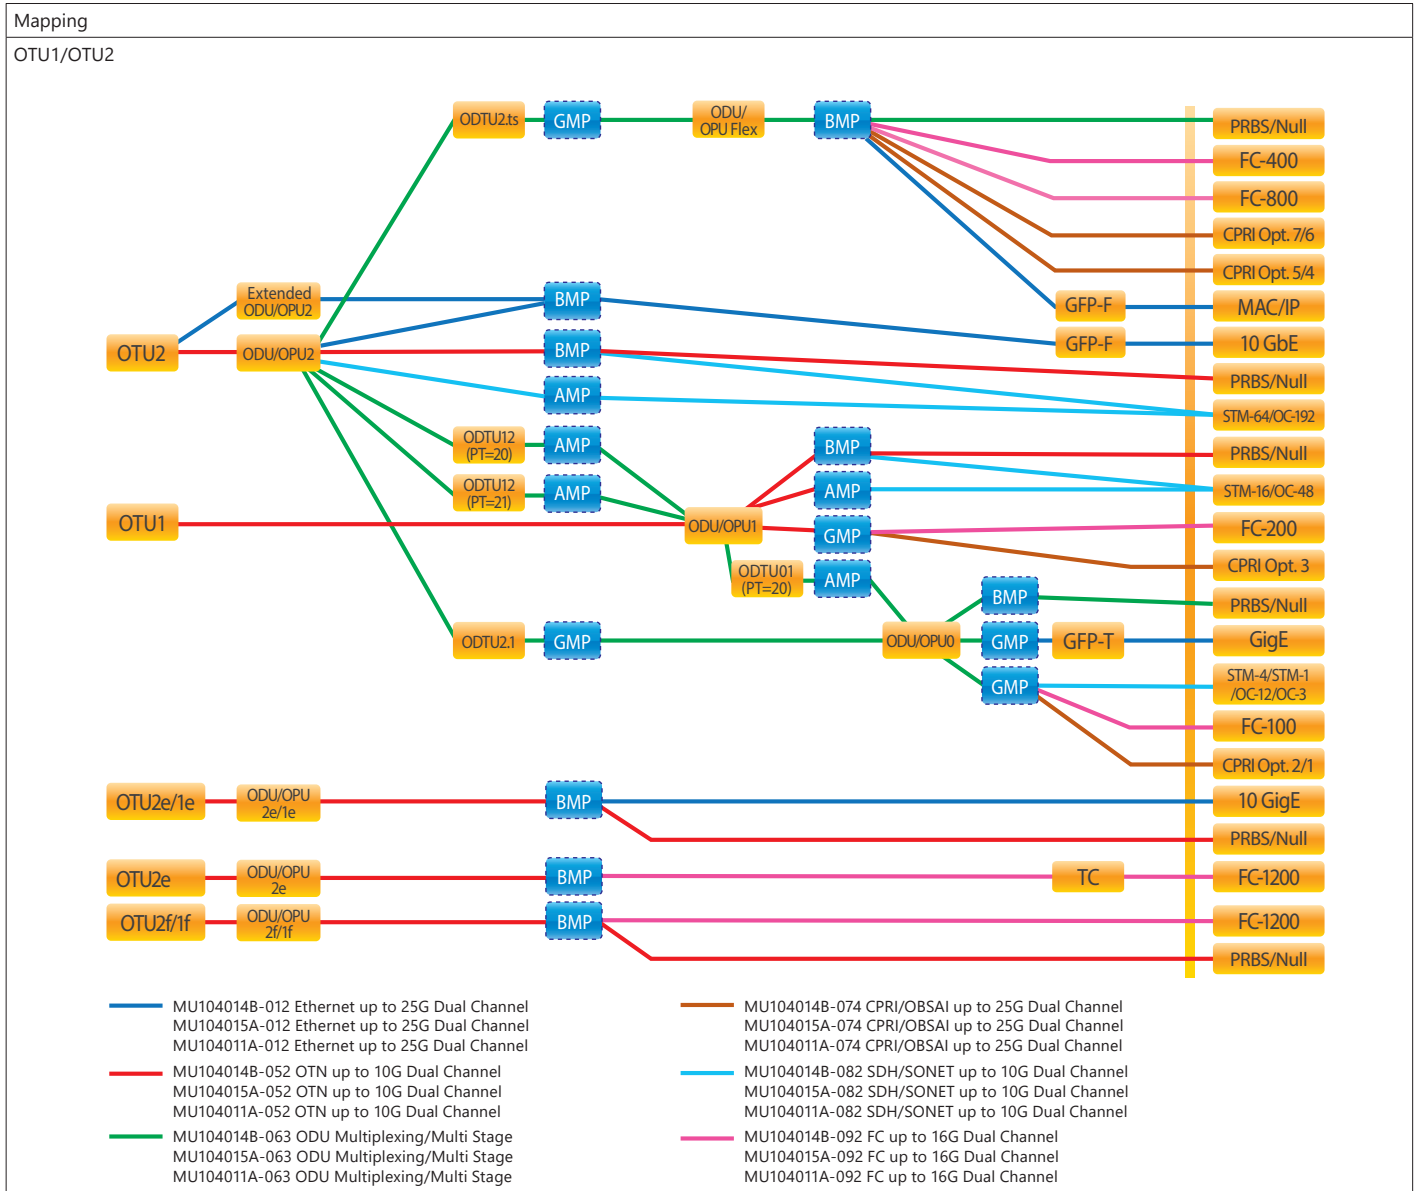 Mapping
OTU1/OTU2
ODTU2.ts
GMP
ODU/
OPU Flex
BMP
PRBS/Null
FC-400
FC-800
CPRI Opt. 7/6
CPRI Opt. 5/4
Extended
ODU/OPU2
BMP
GFP-F
MAC/IP
OTU2
ODU/OPU2
BMP
GFP-F
10 GbE
PRBS/Null
AMP
STM-64/OC-192
ODTU12
(PT=20)
AMP
BMP
PRBS/Null
ODTU12
(PT=21)
AMP
AMP
STM-16/OC-48
OTU1
ODU/OPU1
GMP
FC-200
CPRI Opt. 3
ODTU01
(PT=20)
AMP
BMP
PRBS/Null
ODTU2.1
GMP
ODU/OPU0
GMP
GFP-T
GigE
GMP
STM-4/STM-1
/OC-12/OC-3
FC-100
CPRI Opt. 2/1
OTU2e/1e
ODU/OPU
2e/1e
BMP
10 GigE
PRBS/Null
OTU2e
ODU/OPU
2e
BMP
TC
FC-1200
OTU2f/1f
ODU/OPU
2f/1f
BMP
FC-1200
PRBS/Null
MU104014B-012 Ethernet up to 25G Dual Channel
MU104015A-012 Ethernet up to 25G Dual Channel
MU104011A-012 Ethernet up to 25G Dual Channel
MU104014B-052 OTN up to 10G Dual Channel
MU104015A-052 OTN up to 10G Dual Channel
MU104011A-052 OTN up to 10G Dual Channel
MU104014B-063 ODU Multiplexing/Multi Stage
MU104015A-063 ODU Multiplexing/Multi Stage
MU104011A-063 ODU Multiplexing/Multi Stage
MU104014B-074 CPRI/OBSAI up to 25G Dual Channel
MU104015A-074 CPRI/OBSAI up to 25G Dual Channel
MU104011A-074 CPRI/OBSAI up to 25G Dual Channel
MU104014B-082 SDH/SONET up to 10G Dual Channel
MU104015A-082 SDH/SONET up to 10G Dual Channel
MU104011A-082 SDH/SONET up to 10G Dual Channel
MU104014B-092 FC up to 16G Dual Channel
MU104015A-092 FC up to 16G Dual Channel
MU104011A-092 FC up to 16G Dual Channel